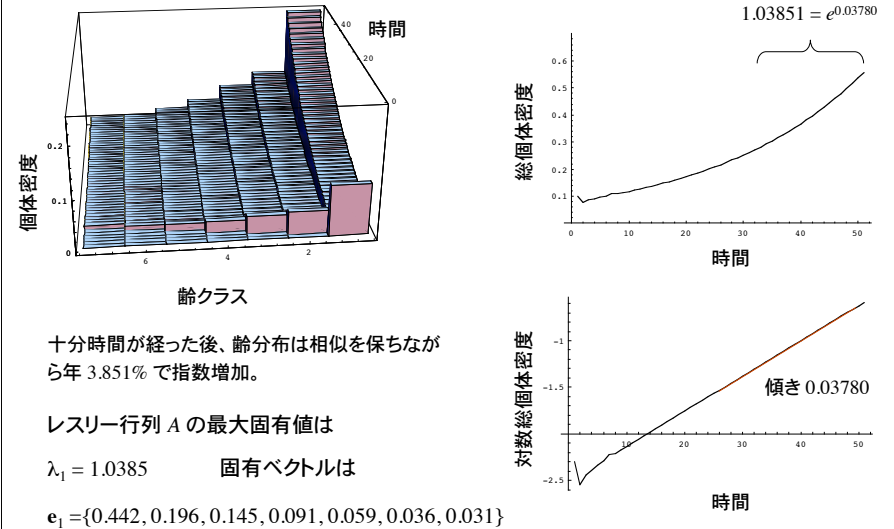 40
時間
20
0
0.2
個体密度
0.1
0
6
4
2
齢クラス
十分時間が経った後、齢分布は相似を保ちなが
ら年 3.851% で指数増加。
レスリー行列 A の最大固有値は
λ₁ = 1.0385 固有ベクトルは
e₁ ={0.442, 0.196, 0.145, 0.091, 0.059, 0.036, 0.031}
1.03851 = e^0.03780
総個体密度
0.6
0.5
0.4
0.3
0.2
0.1
0 10 20 30 40 50
時間
対数総個体密度
-1
-1.5
-2.5
10 20 30 40 50
傾き 0.03780
時間